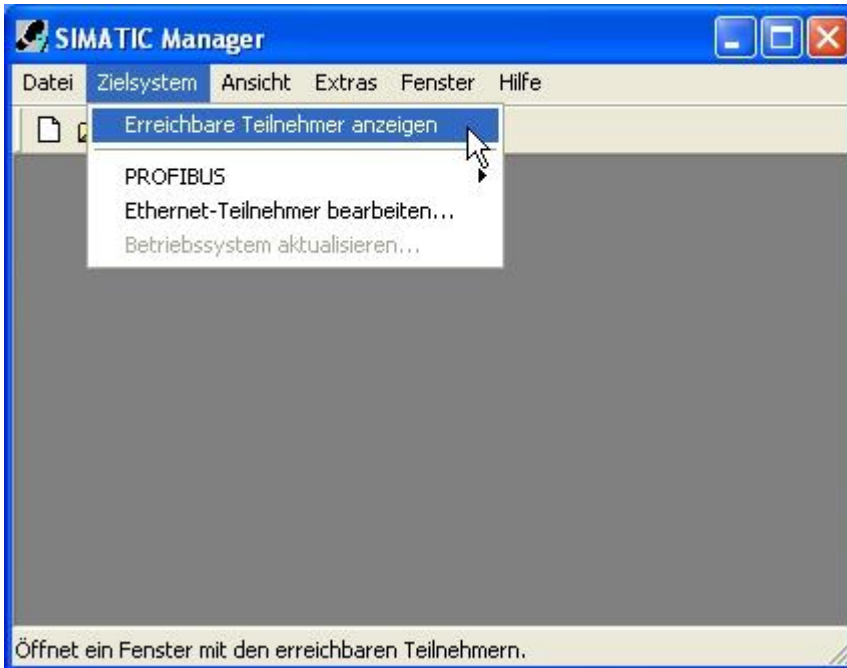 SIMATIC Manager
Datei Zielsystem Ansicht Extras Fenster Hilfe
Erreichbare Teilnehmer anzeigen
PROFIBUS
Ethernet-Teilnehmer bearbeiten...
Betriebssystem aktualisieren...
Öffnet ein Fenster mit den erreichbaren Teilnehmern.